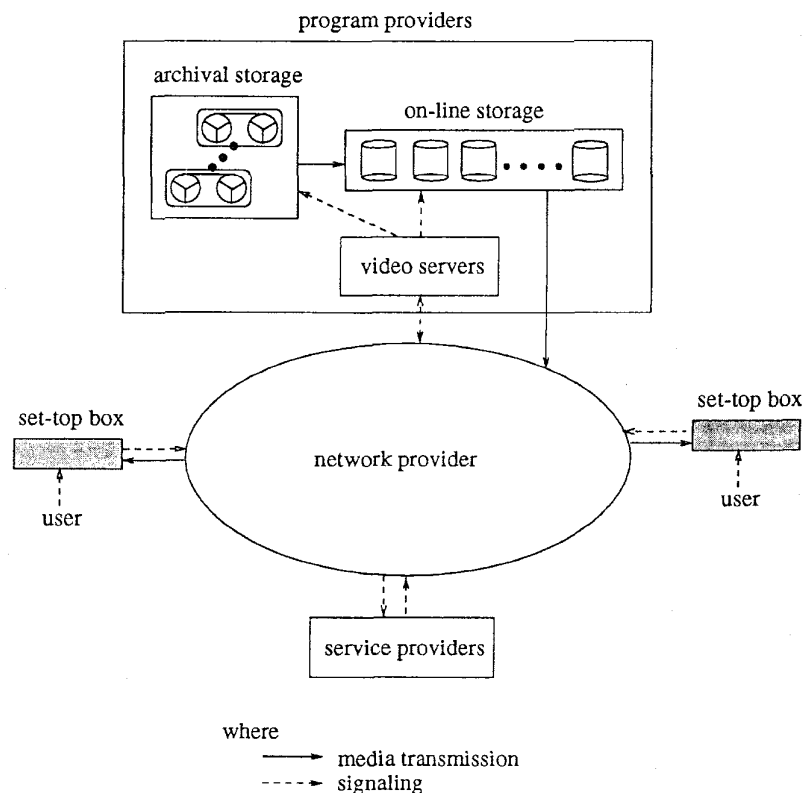 program providers
archival storage
on-line storage
video servers
set-top box
set-top box
network provider
user
user
service providers
where
media transmission
signaling